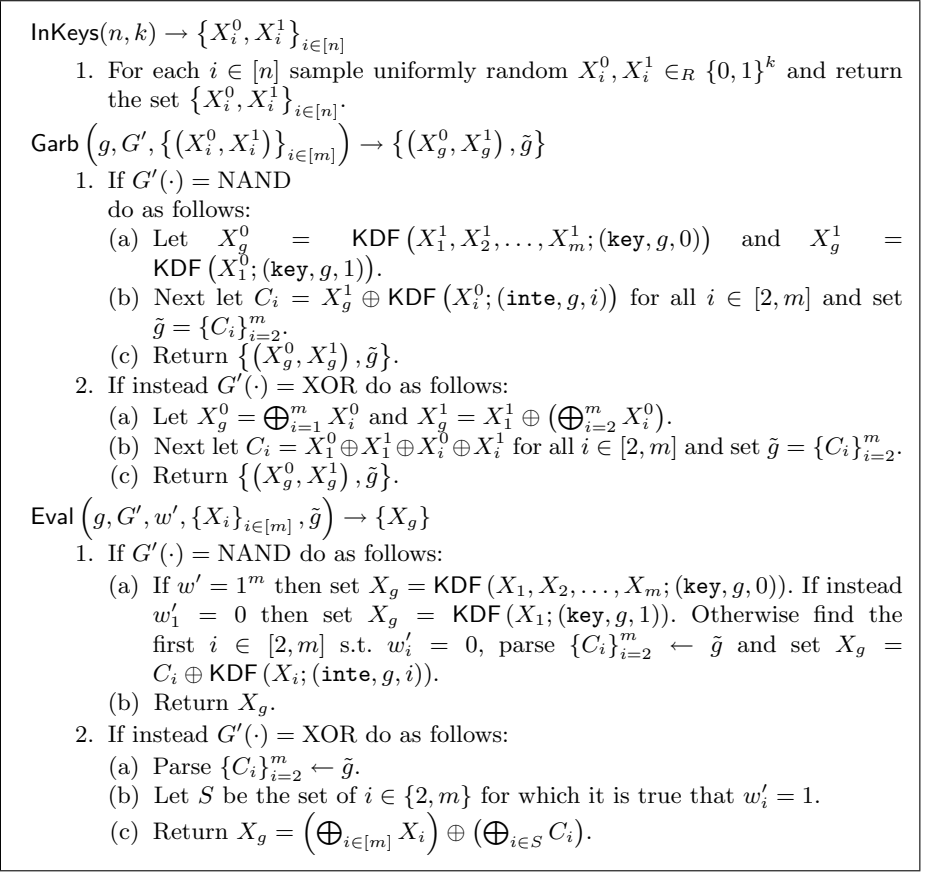 InKeys(n, k) → {X_i^0, X_i^1}_{i∈[n]}
1. For each i ∈ [n] sample uniformly random X_i^0, X_i^1 ∈_R {0, 1}^k and return
the set {X_i^0, X_i^1}_{i∈[n]}.
Garb (g, G′, {(X_i^0, X_i^1)}_{i∈[m]}) → {(X_g^0, X_g^1), g̃}
1. If G′(·) = NAND
do as follows:
(a) Let X_g^0 = KDF (X_1^1, X_2^1, . . . , X_m^1; (key, g, 0)) and X_g^1 =
KDF (X_1^0; (key, g, 1)).
(b) Next let C_i = X_g^1 ⊕ KDF (X_i^0; (inte, g, i)) for all i ∈ [2, m] and set
g̃ = {C_i}_{i=2}^m.
(c) Return {(X_g^0, X_g^1), g̃}.
2. If instead G′(·) = XOR do as follows:
(a) Let X_g^0 = ⨁_{i=1}^m X_i^0 and X_g^1 = X_1^1 ⊕ (⨁_{i=2}^m X_i^0).
(b) Next let C_i = X_1^0 ⊕ X_1^1 ⊕ X_i^0 ⊕ X_i^1 for all i ∈ [2, m] and set g̃ = {C_i}_{i=2}^m.
(c) Return {(X_g^0, X_g^1), g̃}.
Eval (g, G′, w′, {X_i}_{i∈[m]}, g̃) → {X_g}
1. If G′(·) = NAND do as follows:
(a) If w′ = 1^m then set X_g = KDF (X_1, X_2, . . . , X_m; (key, g, 0)). If instead
w′_1 = 0 then set X_g = KDF (X_1; (key, g, 1)). Otherwise find the
first i ∈ [2, m] s.t. w′_i = 0, parse {C_i}_{i=2}^m ← g̃ and set X_g =
C_i ⊕ KDF (X_i; (inte, g, i)).
(b) Return X_g.
2. If instead G′(·) = XOR do as follows:
(a) Parse {C_i}_{i=2}^m ← g̃.
(b) Let S be the set of i ∈ {2, m} for which it is true that w′_i = 1.
(c) Return X_g = (⨁_{i∈[m]} X_i) ⊕ (⨁_{i∈S} C_i).